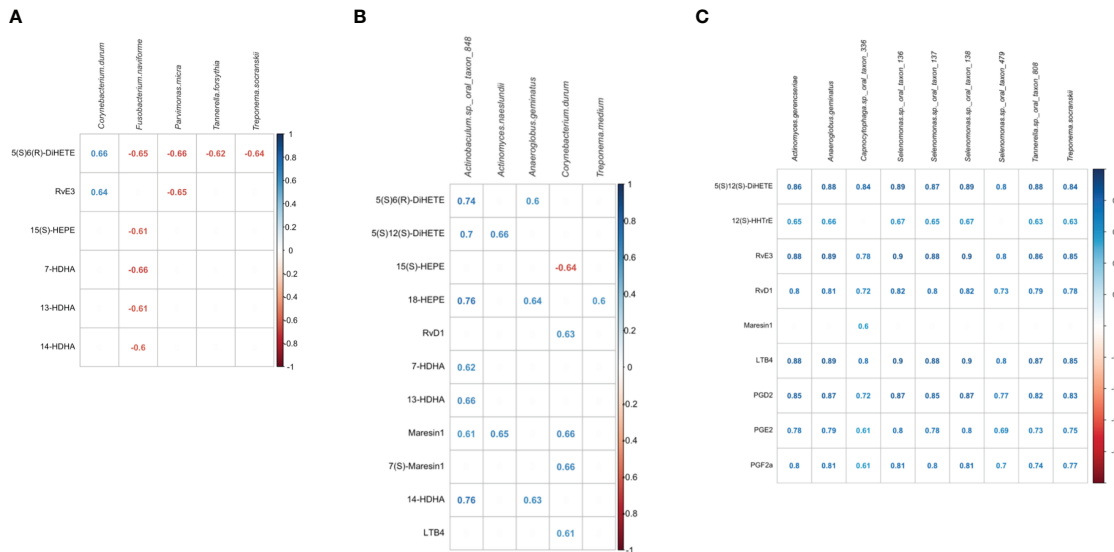 A
Corynebacterium.durum
Fusobacterium.naviforme
Parvimonas.micra
Tannerella.forsythia
Treponema.socranskii
5(S)6(R)-DiHETE 0.66 -0.65 -0.66 -0.62 -0.64
RvE3 0.64 -0.65
15(S)-HEPE -0.61
7-HDHA -0.66
13-HDHA -0.61
14-HDHA -0.6
1
0.8
0.6
0.4
0.2
0
-0.2
-0.4
-0.6
-0.8
-1
B
Actinobaculum.sp._oral_taxon_848
Actinomyces.naeslundii
Anaeroglobus.geminatus
Corynebacterium.durum
Treponema.medium
5(S)6(R)-DiHETE 0.74 0.6
5(S)12(S)-DiHETE 0.7 0.66
15(S)-HEPE -0.64
18-HEPE 0.76 0.64 0.6
RvD1 0.63
7-HDHA 0.62
13-HDHA 0.66
Maresin1 0.61 0.65 0.66
7(S)-Maresin1 0.66
14-HDHA 0.76 0.63
LTB4 0.61
1
0.8
0.6
0.4
0.2
0
-0.2
-0.4
-0.6
-0.8
-1
C
Actinomyces.gerencseriae
Anaeroglobus.geminatus
Capnocytophaga.sp._oral_taxon_336
Selenomonas.sp._oral_taxon_136
Selenomonas.sp._oral_taxon_137
Selenomonas.sp._oral_taxon_138
Selenomonas.sp._oral_taxon_479
Tannerella.sp._oral_taxon_808
Treponema.socranskii
5(S)12(S)-DiHETE 0.86 0.88 0.84 0.89 0.87 0.89 0.8 0.88 0.84
12(S)-HHTrE 0.65 0.66 0.67 0.65 0.67 0.63 0.63
RvE3 0.88 0.89 0.78 0.9 0.88 0.9 0.8 0.86 0.85
RvD1 0.8 0.81 0.72 0.82 0.8 0.82 0.73 0.79 0.78
Maresin1 0.6
LTB4 0.88 0.89 0.8 0.9 0.88 0.9 0.8 0.87 0.85
PGD2 0.85 0.87 0.72 0.87 0.85 0.87 0.77 0.82 0.83
PGE2 0.78 0.79 0.61 0.8 0.78 0.8 0.69 0.73 0.75
PGF2a 0.8 0.81 0.61 0.81 0.8 0.81 0.7 0.74 0.77